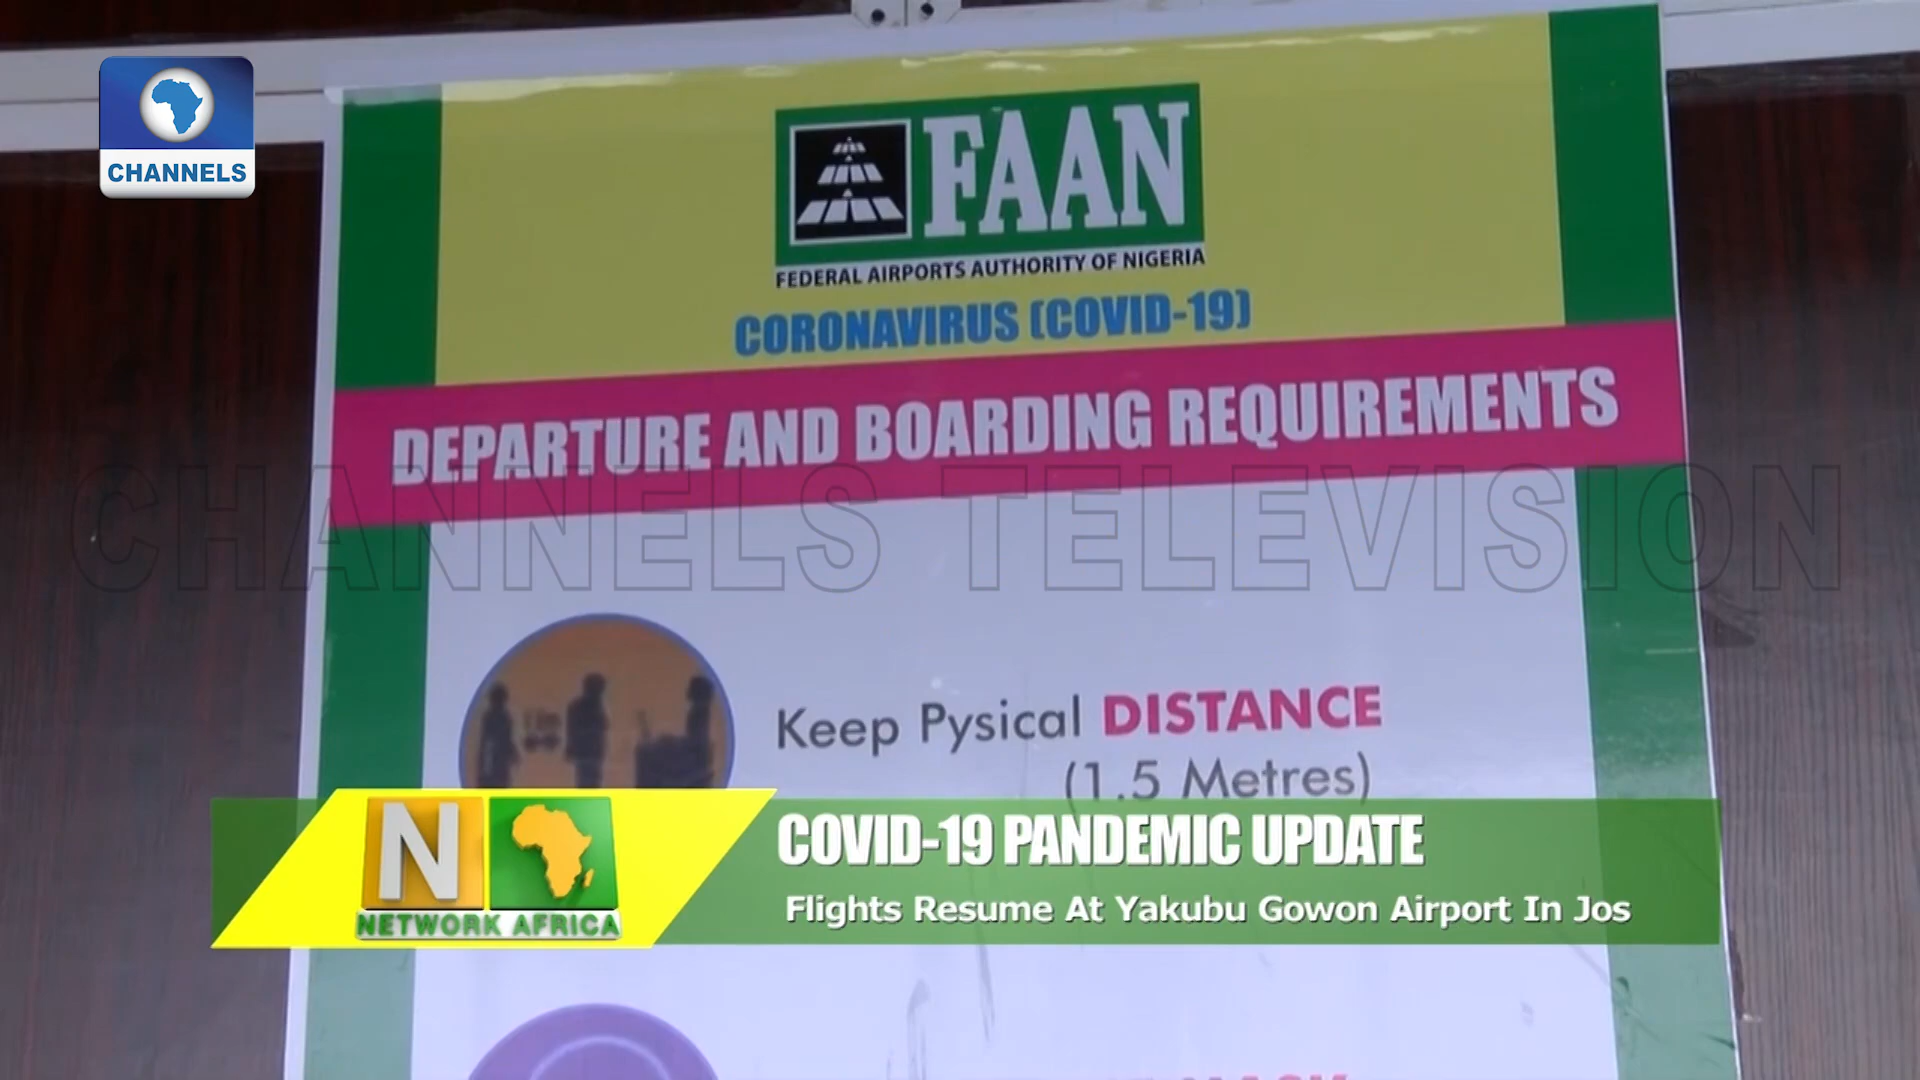 CHANNELS
FAAN
FEDERAL AIRPORTS AUTHORITY OF NIGERIA
CORONAVIRUS (COVID-19)
DEPARTURE AND BOARDING REQUIREMENTS
CHANNELS TELEVISION
Keep Pysical DISTANCE
(1.5 Metres)
N
NETWORK AFRICA
COVID-19 PANDEMIC UPDATE
Flights Resume At Yakubu Gowon Airport In Jos